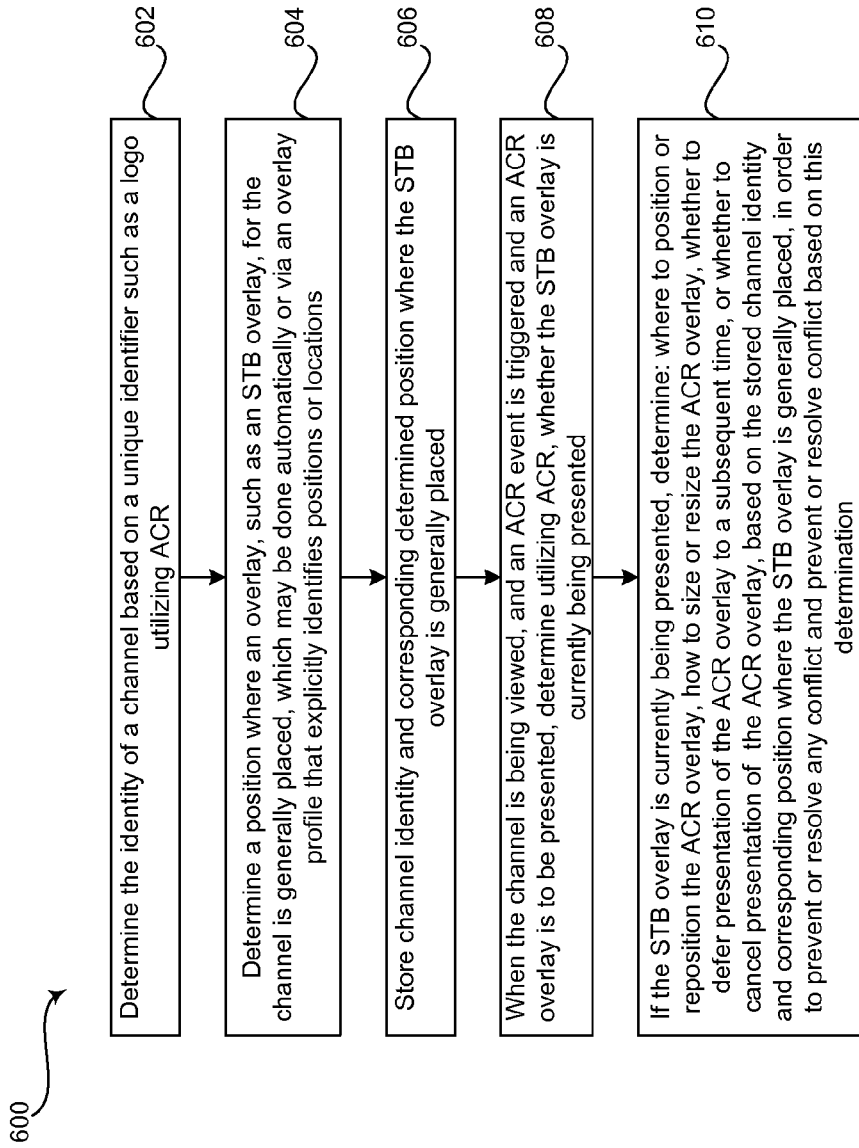 600
Determine the identity of a channel based on a unique identifier such as a logo
utilizing ACR
602
Determine a position where an overlay, such as an STB overlay, for the
channel is generally placed, which may be done automatically or via an overlay
profile that explicitly identifies positions or locations
604
Store channel identity and corresponding determined position where the STB
overlay is generally placed
606
When the channel is being viewed, and an ACR event is triggered and an ACR
overlay is to be presented, determine utilizing ACR, whether the STB overlay is
currently being presented
608
If the STB overlay is currently being presented, determine: where to position or
reposition the ACR overlay, how to size or resize the ACR overlay, whether to
defer presentation of the ACR overlay to a subsequent time, or whether to
cancel presentation of the ACR overlay, based on the stored channel identity
and corresponding position where the STB overlay is generally placed, in order
to prevent or resolve any conflict and prevent or resolve conflict based on this
determination
610